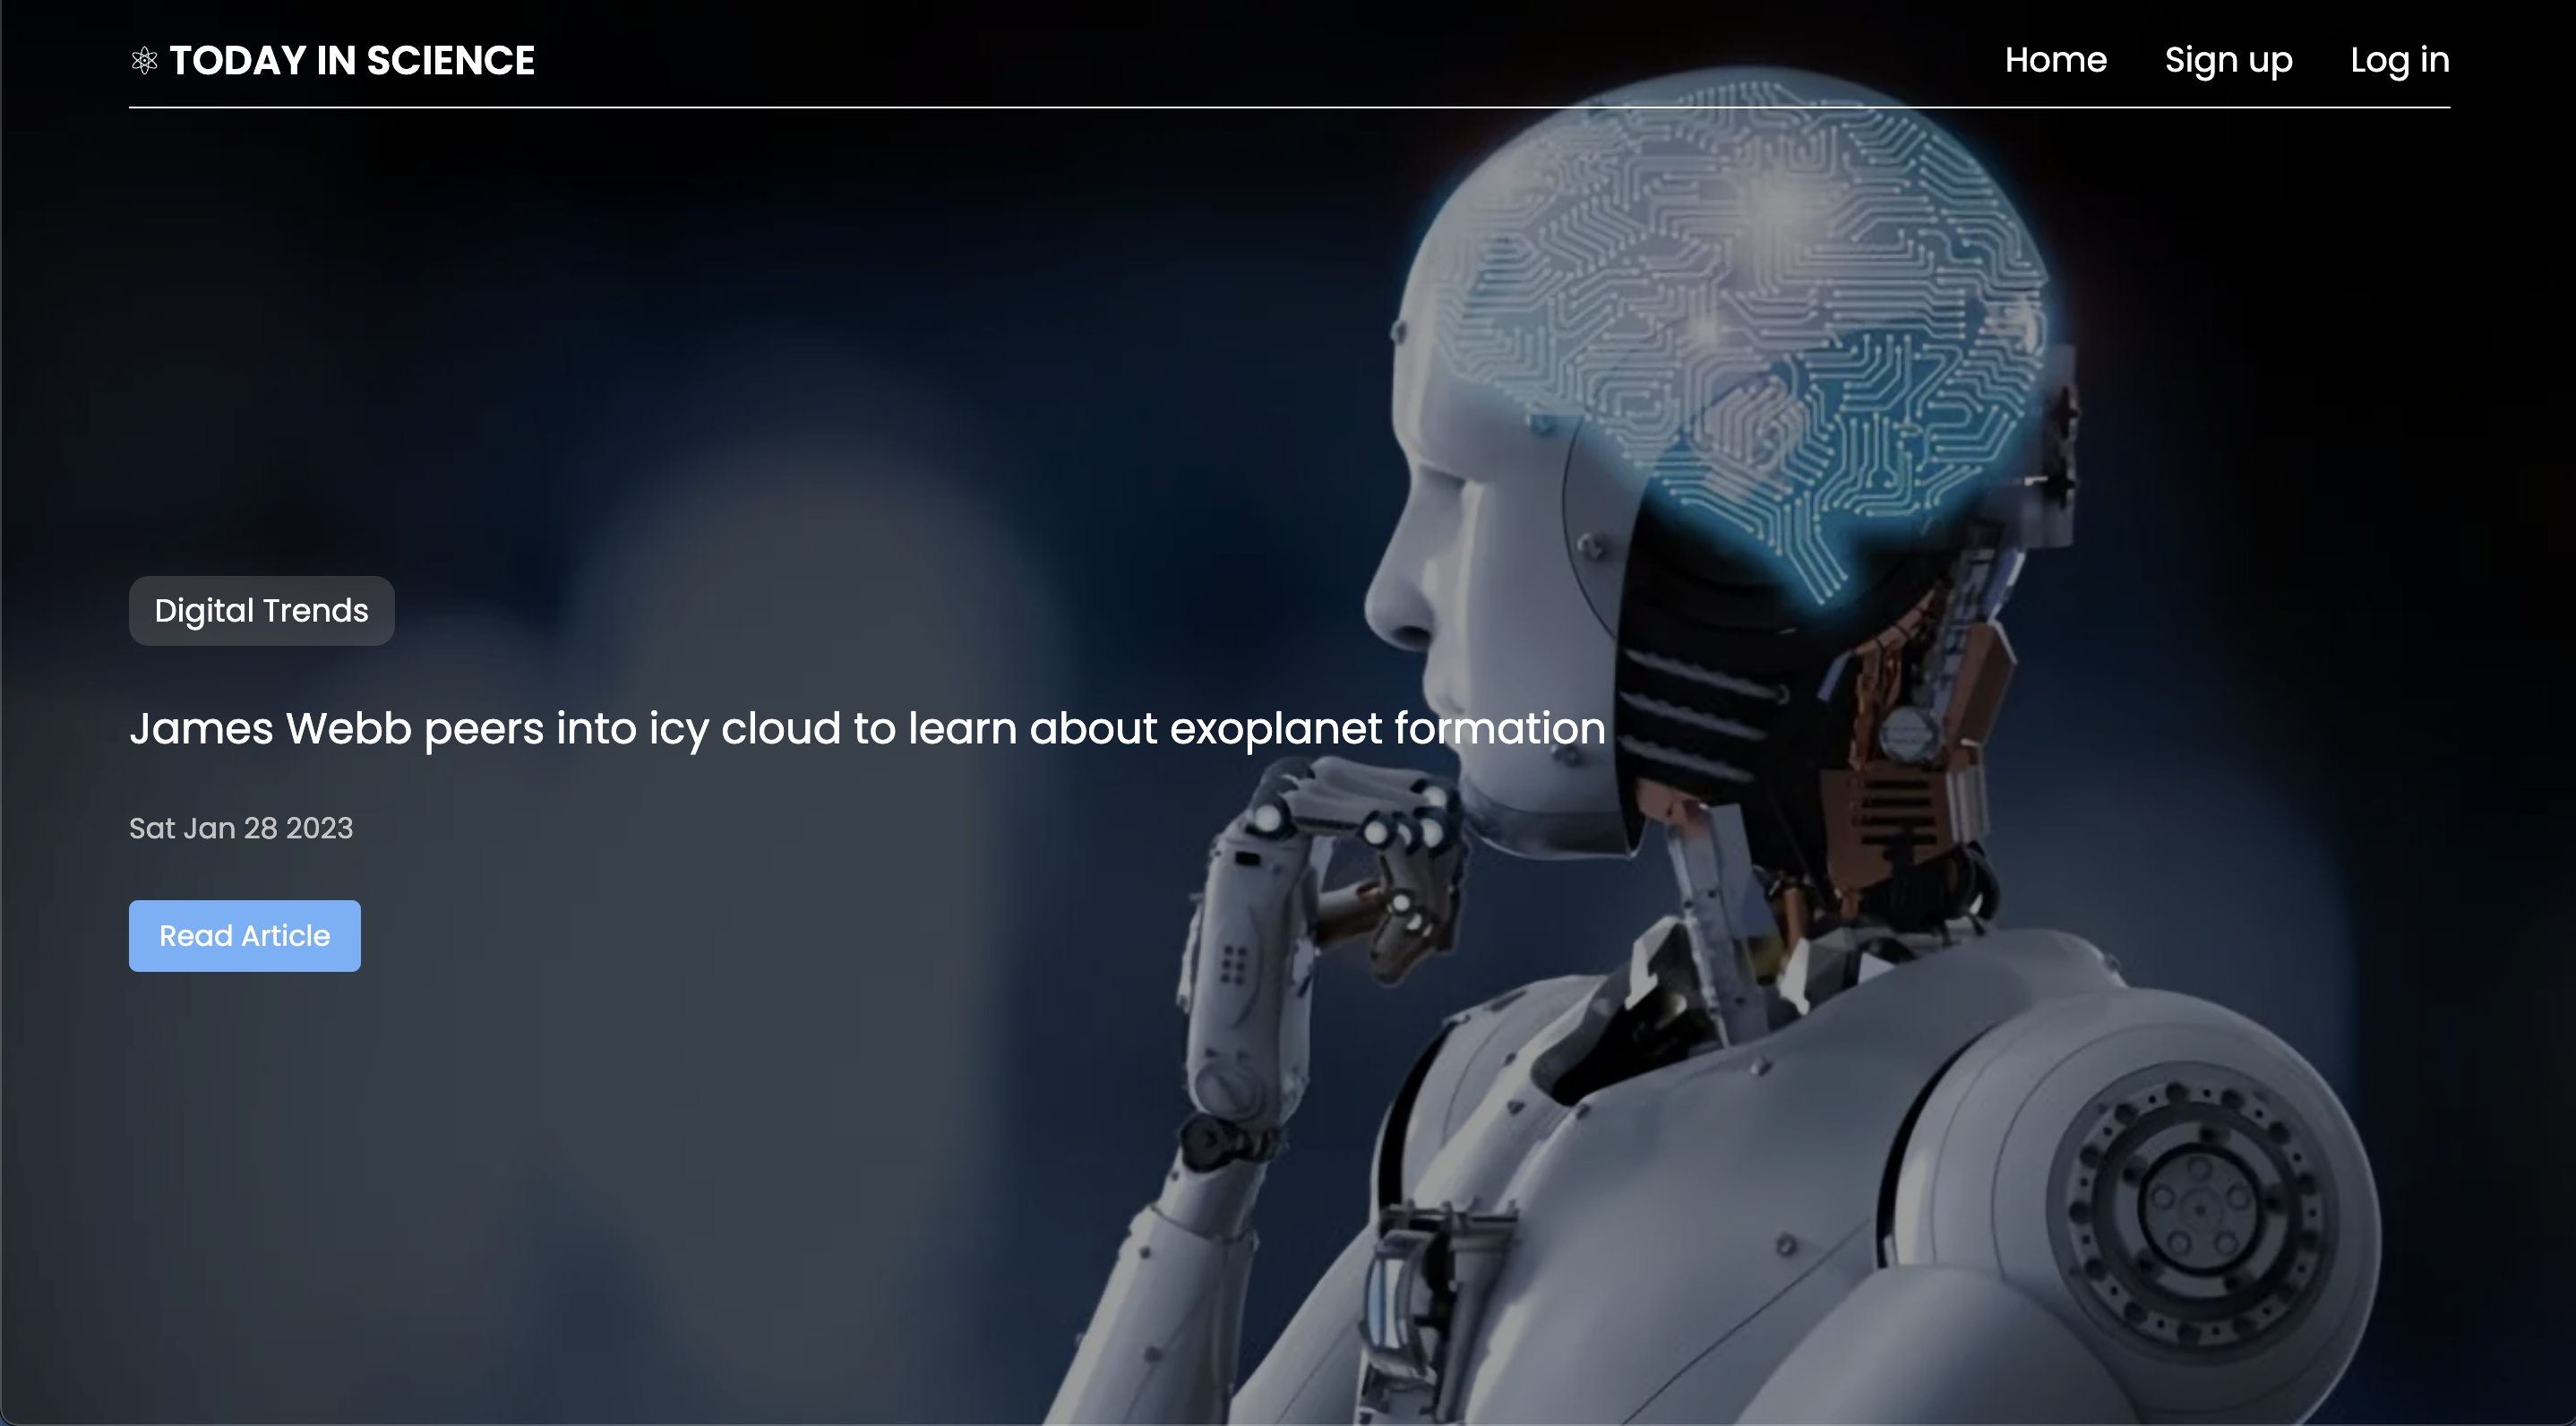 TODAY IN SCIENCE
Home Sign up Log in
Digital Trends
James Webb peers into icy cloud to learn about exoplanet formation
Sat Jan 28 2023
Read Article